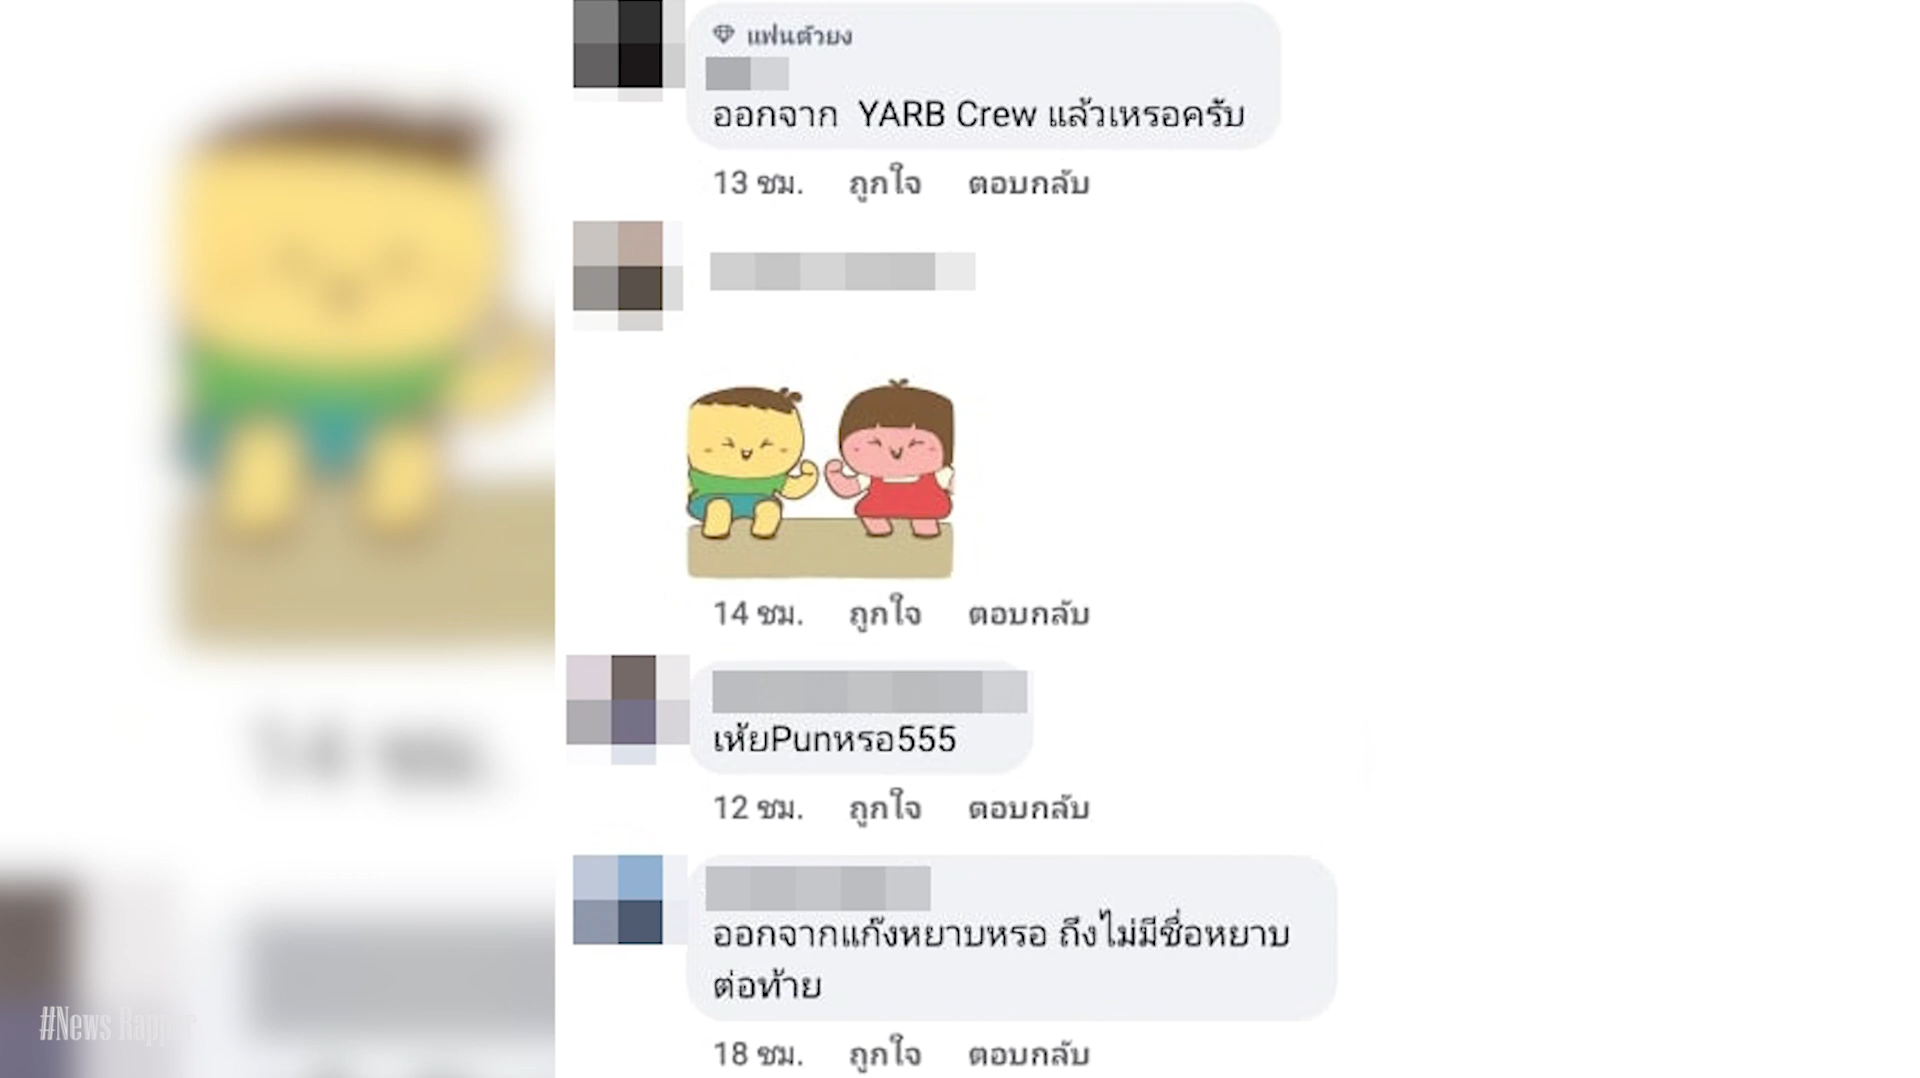 แฟนตัวยง
ออกจาก YARB Crew แล้วเหรอครับ
13 ชม. ถูกใจ ตอบกลับ
14 ชม. ถูกใจ ตอบกลับ
เห้ยPunหรอ555
12 ชม. ถูกใจ ตอบกลับ
ออกจากแก๊งหยาบหรอ ถึงไม่มีชื่อหยาบ
ต่อท้าย
18 ชม. ถูกใจ ตอบกลับ
14 ชม.
#News Rapper